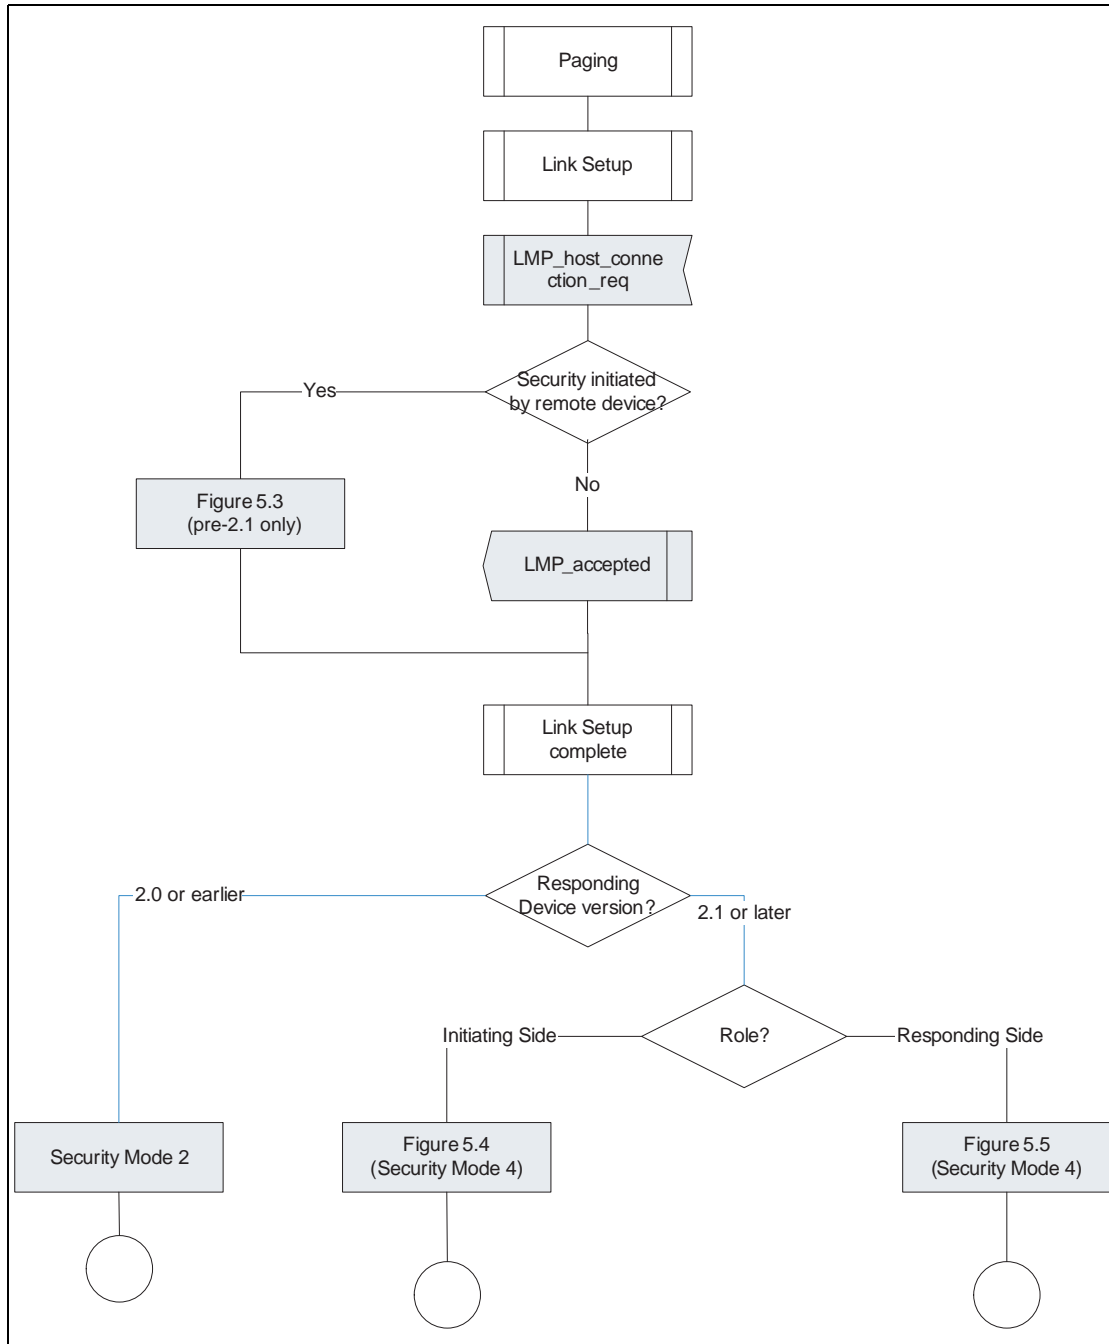 Paging
Link Setup
LMP_host_conne
ction_req
Security initiated
by remote device?
Yes
No
Figure 5.3
(pre-2.1 only)
LMP_accepted
Link Setup
complete
Responding
Device version?
2.0 or earlier
2.1 or later
Role?
Initiating Side
Responding Side
Security Mode 2
Figure 5.4
(Security Mode 4)
Figure 5.5
(Security Mode 4)